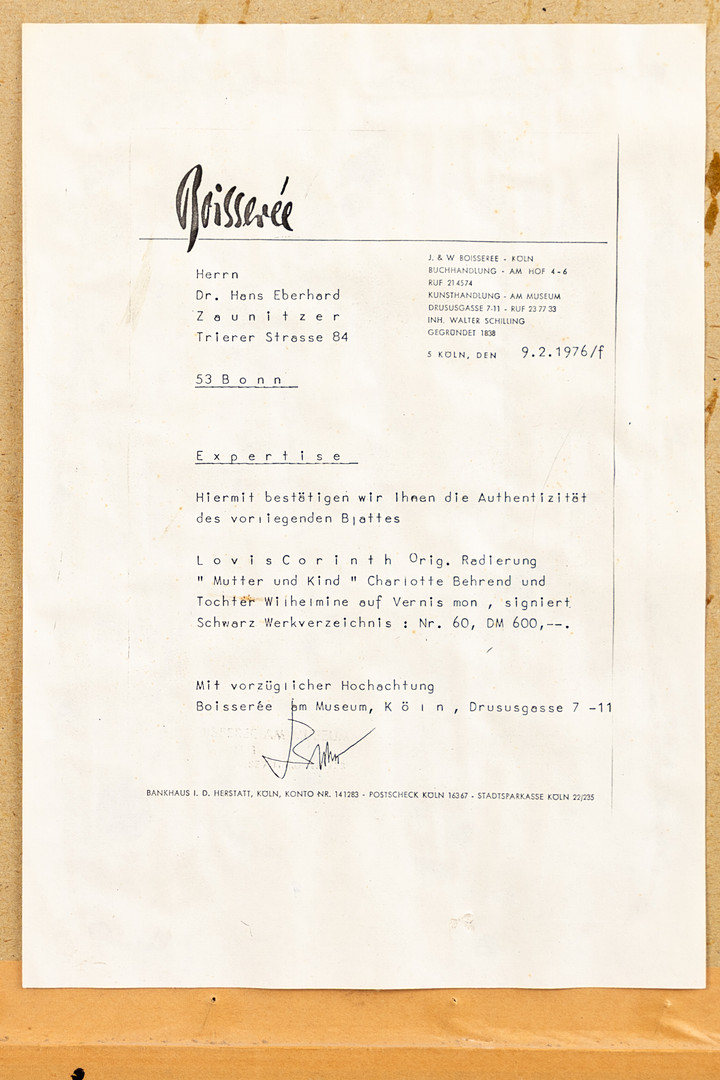 Boisserée
J. & W BOISSEREE - KÖLN
BUCHHANDLUNG - AM HOF 4-6
RUF 214574
KUNSTHANDLUNG - AM MUSEUM
DRUSUSGASSE 7-11 - RUF 23 77 33
INH. WALTER SCHILLING
GEGRÜNDET 1838
5 KÖLN, DEN 9.2.1976/f
Herrn
Dr. Hans Eberhard
Z a u n i t z e r
Trierer Strasse 84
53 B o n n
E x p e r t i s e
Hiermit bestätigen wir Ihnen die Authentizität
des vorliegenden Blattes
L o v i s C o r i n t h Orig. Radierung
" Mutter und Kind " Charlotte Behrend und
Tochter Wilhelmine auf Vernis mon , signiert
Schwarz Werkverzeichnis : Nr. 60, DM 600,--.
Mit vorzüglicher Hochachtung
Boisserée am Museum, K ö l n , Drususgasse 7 -11
BANKHAUS I. D. HERSTATT, KÖLN, KONTO NR. 141283 - POSTSCHECK KÖLN 16367 - STADTSPARKASSE KÖLN 22/235